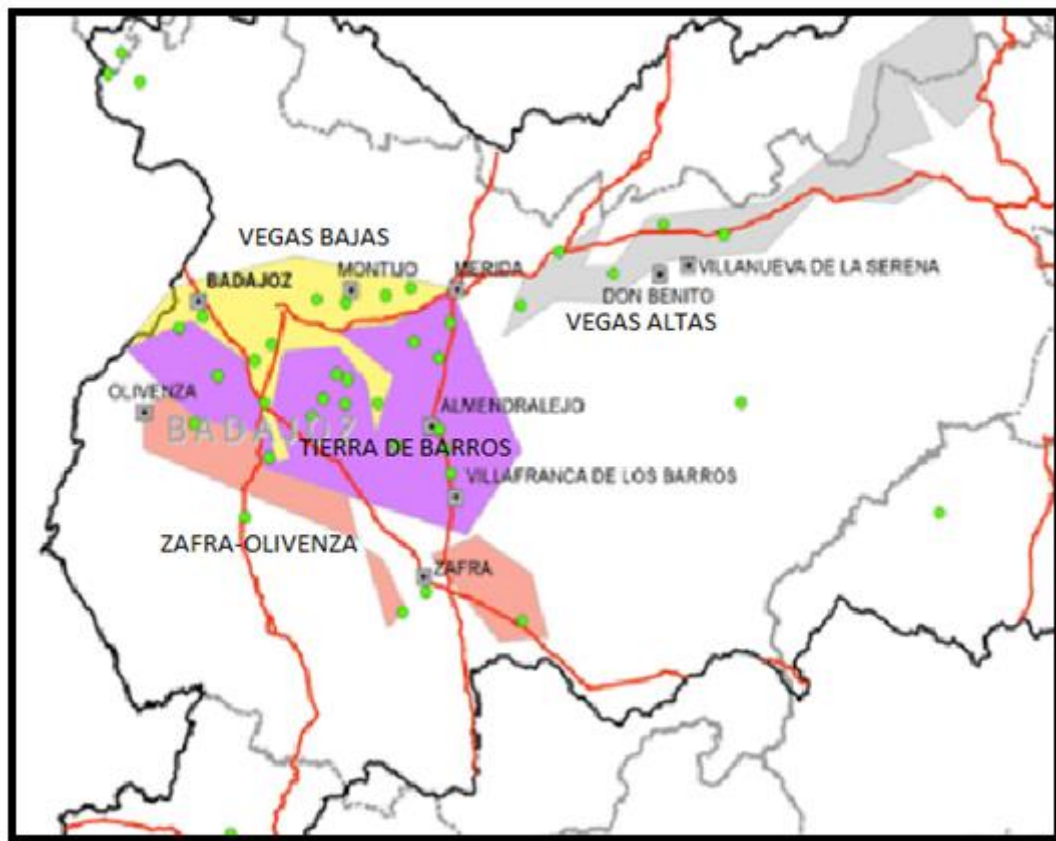 VEGAS BAJAS
BADAJOZ
MONTIJO
MERIDA
VILLANUEVA DE LA SERENA
DON BENITO
VEGAS ALTAS
OLIVENZA
ALMENDRALEJO
BADAJOZ
TIERRA DE BARROS
VILLAFRANCA DE LOS BARROS
ZAFRA-OLIVENZA
ZAFRA